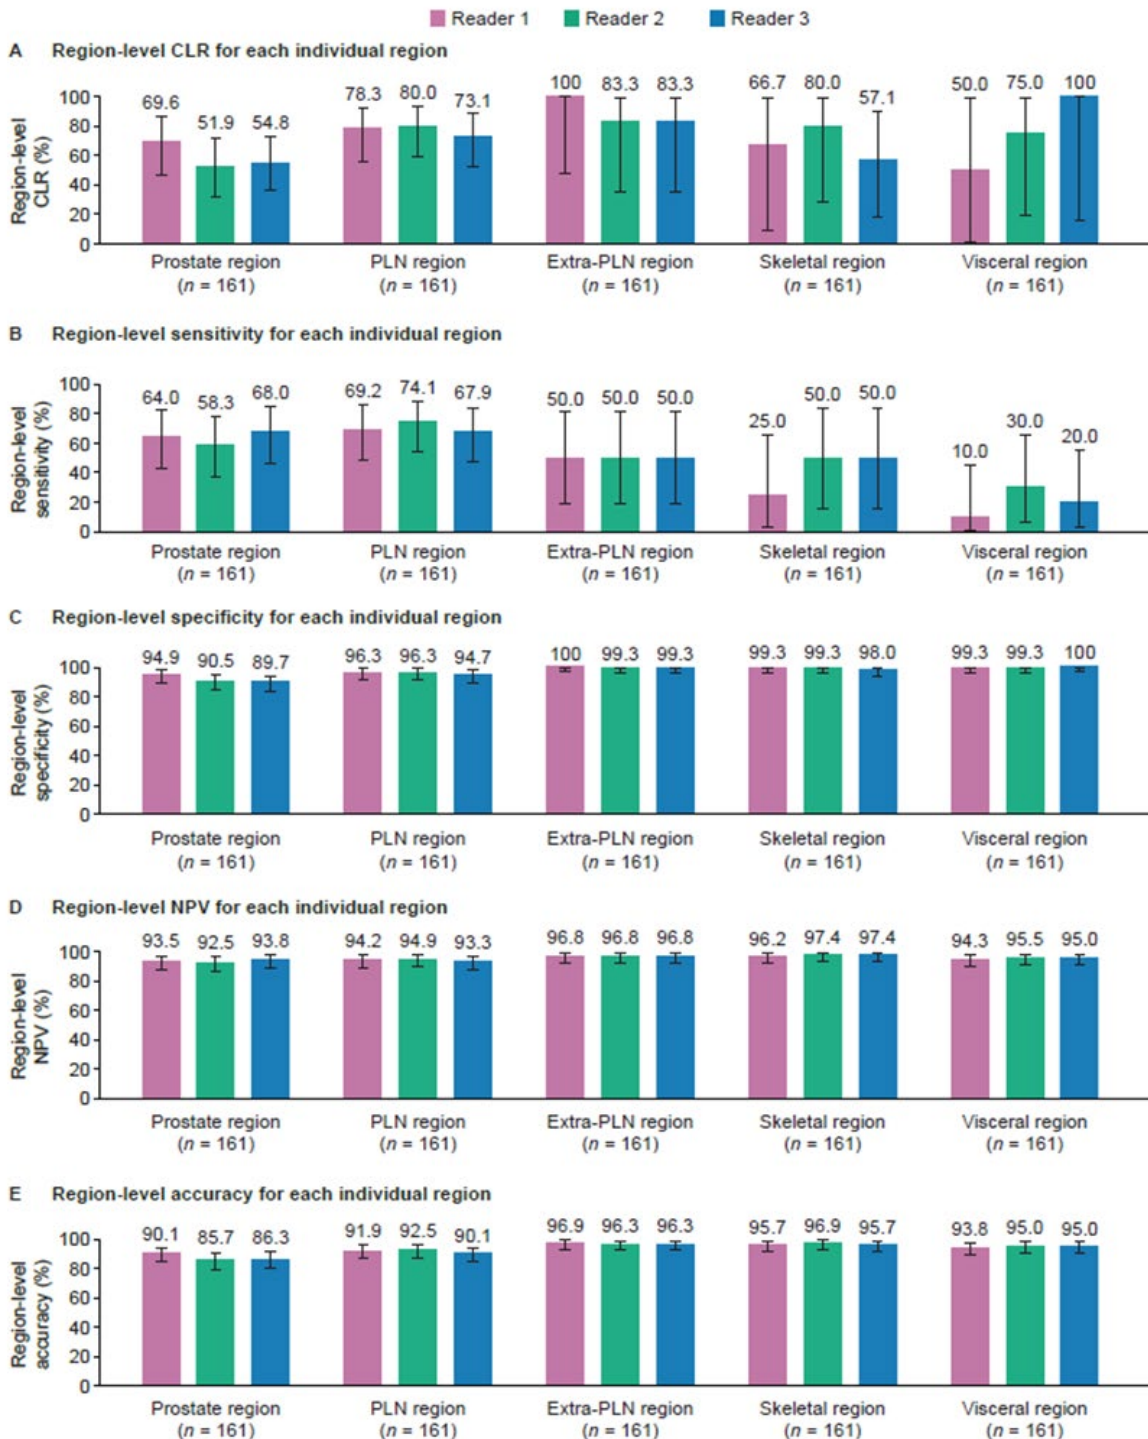 Reader 1 Reader 2 Reader 3
A Region-level CLR for each individual region
Region-level
CLR (%)
100
80
60
40
20
0
69.6 51.9 54.8 78.3 80.0 73.1 100 83.3 83.3 66.7 80.0 57.1 50.0 75.0 100
Prostate region PLN region Extra-PLN region Skeletal region Visceral region
(n = 161) (n = 161) (n = 161) (n = 161) (n = 161)
B Region-level sensitivity for each individual region
Region-level
sensitivity (%)
100
80
60
40
20
0
64.0 58.3 68.0 69.2 74.1 67.9 50.0 50.0 50.0 25.0 50.0 50.0 10.0 30.0 20.0
Prostate region PLN region Extra-PLN region Skeletal region Visceral region
(n = 161) (n = 161) (n = 161) (n = 161) (n = 161)
C Region-level specificity for each individual region
Region-level
specificity (%)
100
80
60
40
20
0
94.9 90.5 89.7 96.3 96.3 94.7 100 99.3 99.3 99.3 99.3 98.0 99.3 99.3 100
Prostate region PLN region Extra-PLN region Skeletal region Visceral region
(n = 161) (n = 161) (n = 161) (n = 161) (n = 161)
D Region-level NPV for each individual region
Region-level
NPV (%)
100
80
60
40
20
0
93.5 92.5 93.8 94.2 94.9 93.3 96.8 96.8 96.8 96.2 97.4 97.4 94.3 95.5 95.0
Prostate region PLN region Extra-PLN region Skeletal region Visceral region
(n = 161) (n = 161) (n = 161) (n = 161) (n = 161)
E Region-level accuracy for each individual region
Region-level
accuracy (%)
100
80
60
40
20
0
90.1 85.7 86.3 91.9 92.5 90.1 96.9 96.3 96.3 95.7 96.9 95.7 93.8 95.0 95.0
Prostate region PLN region Extra-PLN region Skeletal region Visceral region
(n = 161) (n = 161) (n = 161) (n = 161) (n = 161)